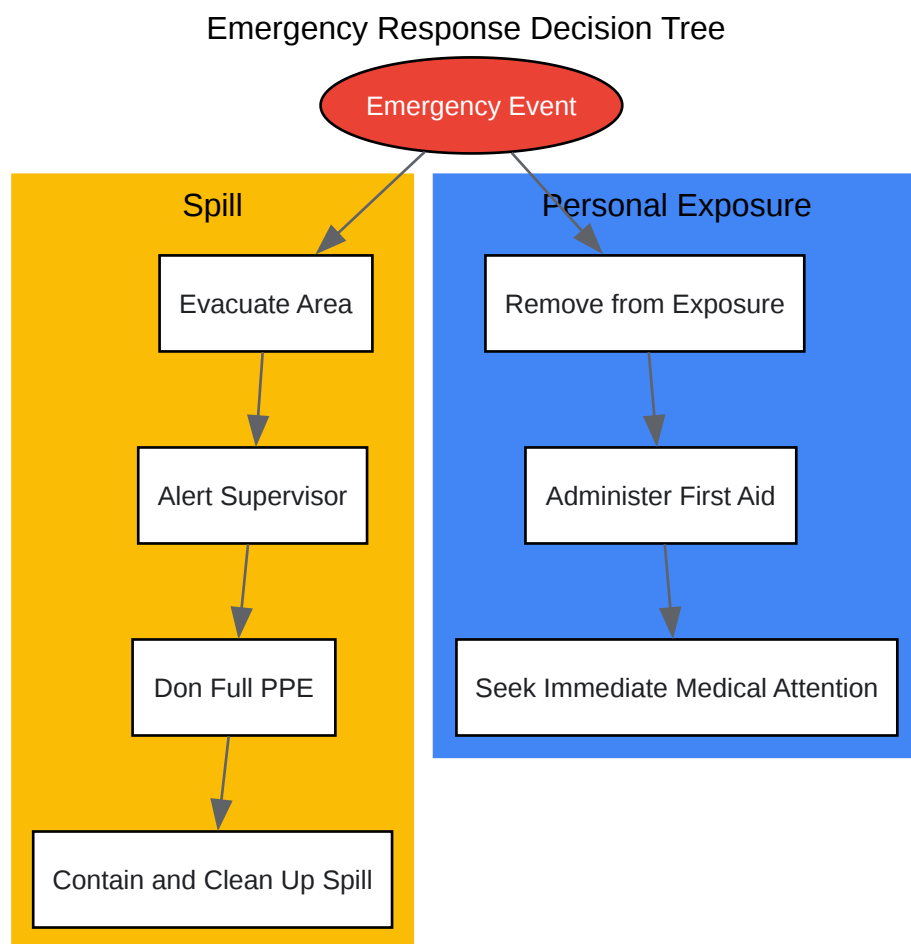 Emergency Response Decision Tree
Emergency Event
Spill
Evacuate Area
Alert Supervisor
Don Full PPE
Contain and Clean Up Spill
Personal Exposure
Remove from Exposure
Administer First Aid
Seek Immediate Medical Attention